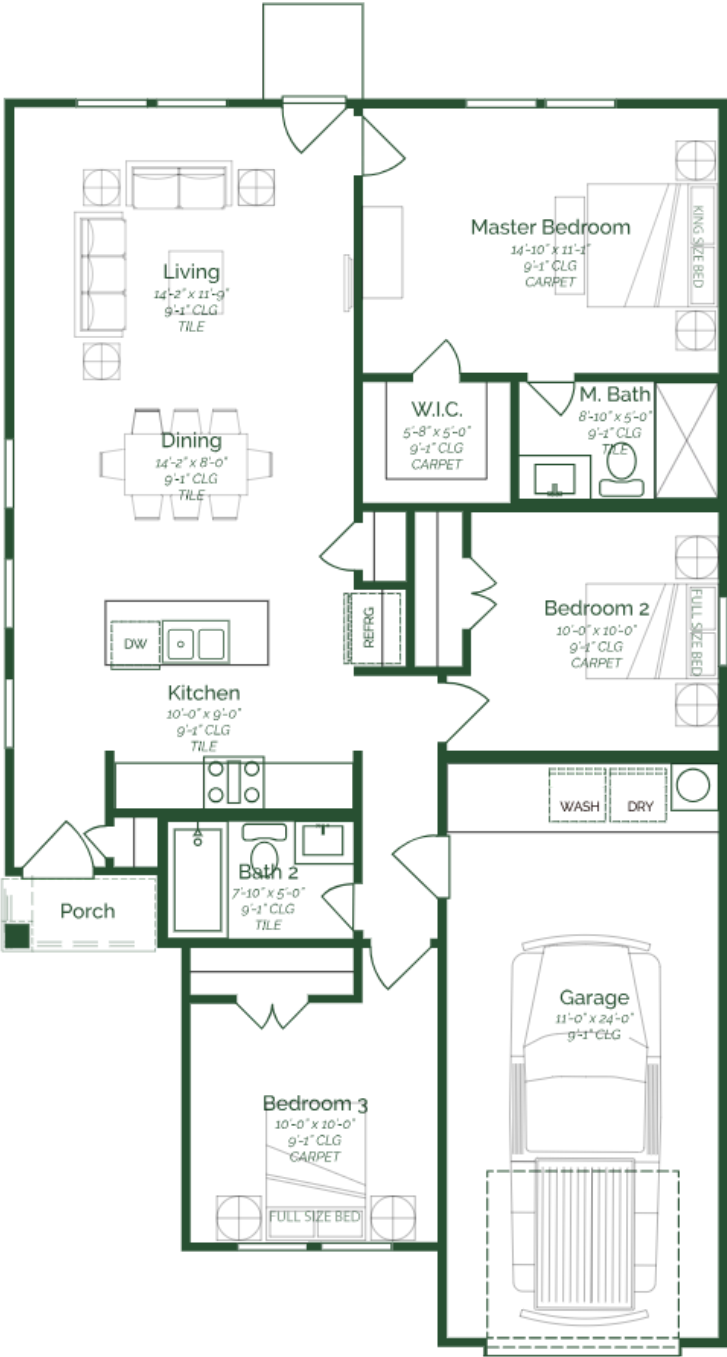 Master Bedroom
14'-10" x 11'-1"
9'-1" CLG
CARPET
KING SIZE BED
Living
14'-2" x 11'-9"
9'-1" CLG
TILE
W.I.C.
5'-8" x 5'-0"
9'-1" CLG
CARPET
M. Bath
8'-10" x 5'-0"
9'-1" CLG
TILE
Dining
14'-2" x 8'-0"
9'-1" CLG
TILE
REFRG
Bedroom 2
10'-0" x 10'-0"
9'-1" CLG
CARPET
FULL SIZE BED
DW
Kitchen
10'-0" x 9'-0"
9'-1" CLG
TILE
WASH
DRY
Bath 2
7'-10" x 5'-0"
9'-1" CLG
TILE
Porch
Garage
11'-0" x 24'-0"
9'-1" CLG
Bedroom 3
10'-0" x 10'-0"
9'-1" CLG
CARPET
FULL SIZE BED